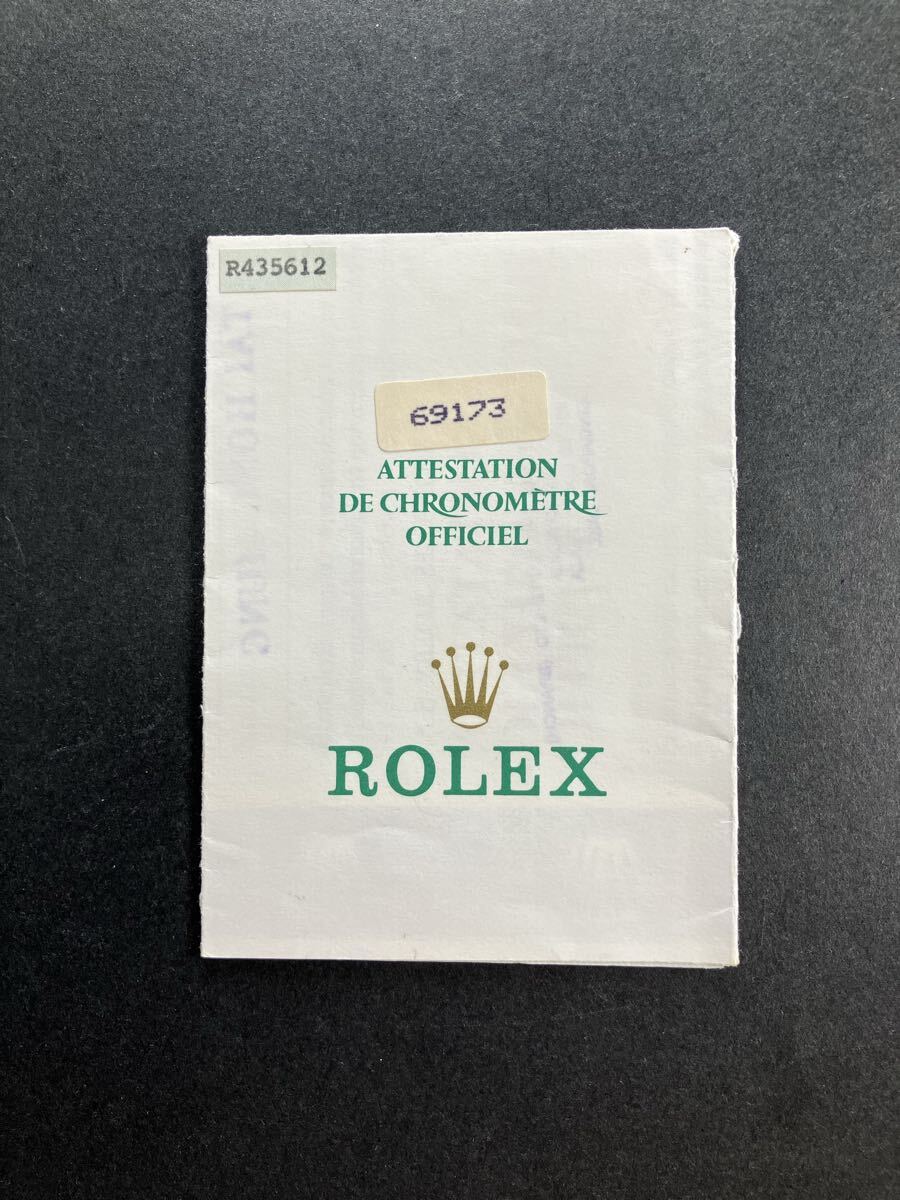 R435612
69173
ATTESTATION
DE CHRONOMÈTRE
OFFICIEL
ROLEX